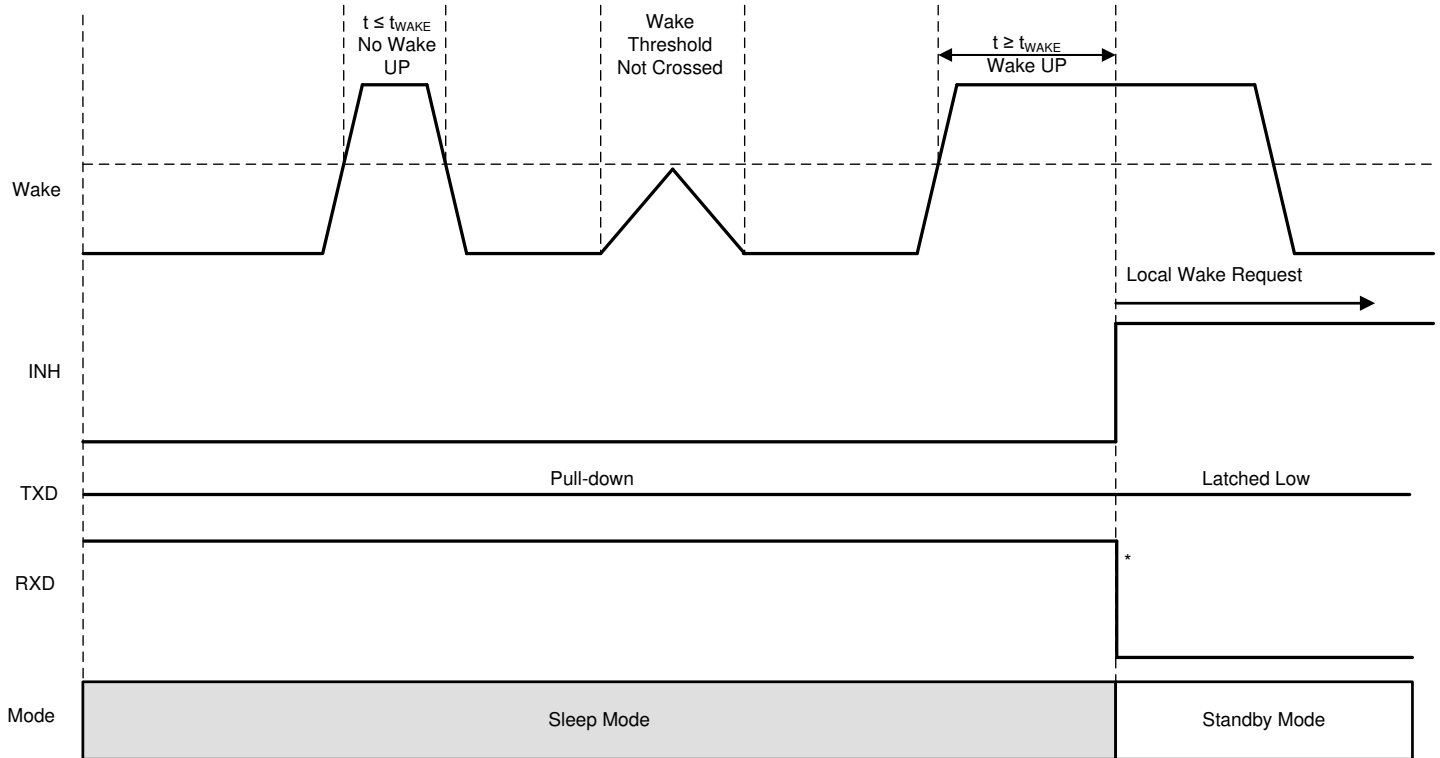 t ≤ tWAKE
No Wake
UP
Wake
Threshold
Not Crossed
t ≥ tWAKE
Wake UP
Wake
Local Wake Request
INH
Pull-down
Latched Low
TXD
*
RXD
Mode
Sleep Mode
Standby Mode